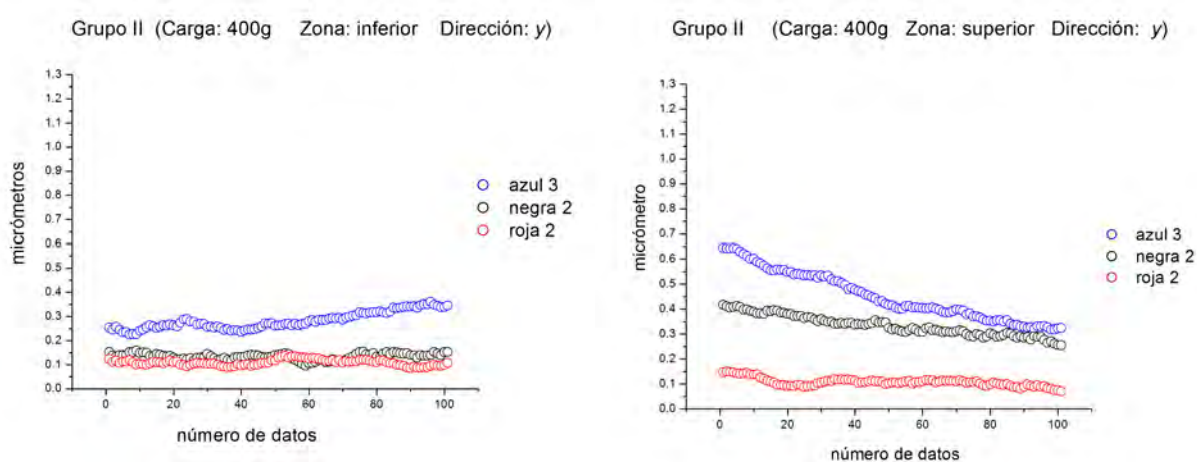 Grupo II (Carga: 400g Zona: inferior Dirección: y)
1.3
1.2
1.1
1.0
0.9
0.8
0.7
0.6
0.5
0.4
0.3
0.2
0.1
0.0
micrómetros
0 20 40 60 80 100
número de datos
azul 3
negra 2
roja 2
Grupo II (Carga: 400g Zona: superior Dirección: y)
1.3
1.2
1.1
1.0
0.9
0.8
0.7
0.6
0.5
0.4
0.3
0.2
0.1
0.0
micrómetro
0 20 40 60 80 100
número de datos
azul 3
negra 2
roja 2